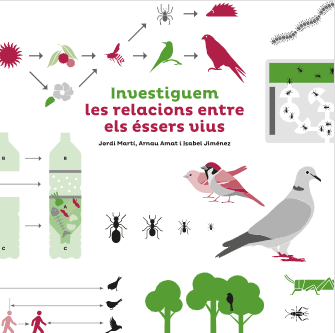 Investiguem
les relacions entre
els éssers vius
Jordi Martí, Arnau Amat i Isabel Jiménez
B
B
A
C
C